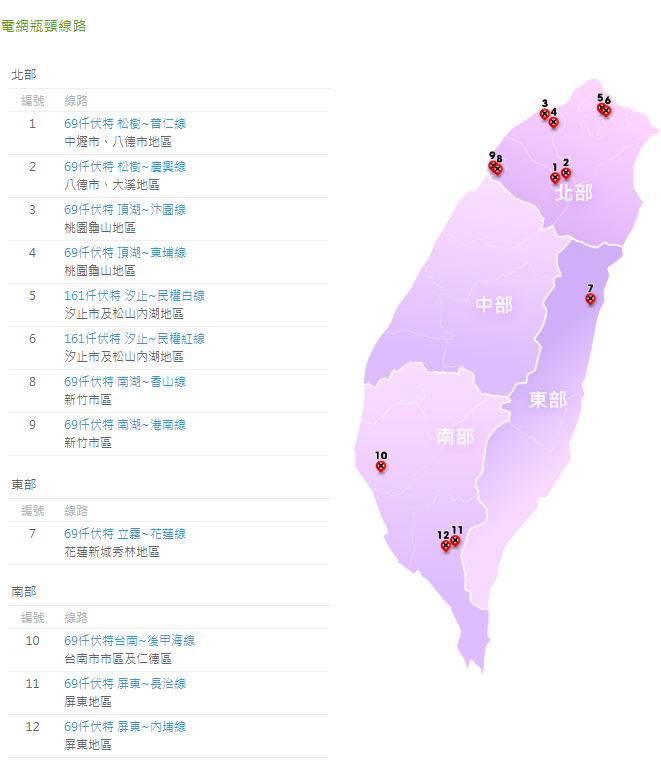 電網瓶頸線路
北部
編號 線路
1 69仟伏特 松樹~普仁線
中壢市、八德市地區
2 69仟伏特 松樹~廣興線
八德市、大溪地區
3 69仟伏特 頂湖~汴園線
桃園龜山地區
4 69仟伏特 頂湖~東埔線
桃園龜山地區
5 161仟伏特 汐止~民權白線
汐止市及松山內湖地區
6 161仟伏特 汐止~民權紅線
汐止市及松山內湖地區
8 69仟伏特 南湖~香山線
新竹市區
9 69仟伏特 南湖~港南線
新竹市區
東部
編號 線路
7 69仟伏特 立霧~花蓮線
花蓮新城秀林地區
南部
編號 線路
10 69仟伏特台南~後甲海線
台南市市區及仁德區
11 69仟伏特 屏東~長治線
屏東地區
12 69仟伏特 屏東~內埔線
屏東地區
5 6
3
4
9 8
1 2
北部
7
中部
東部
南部
10
12 11